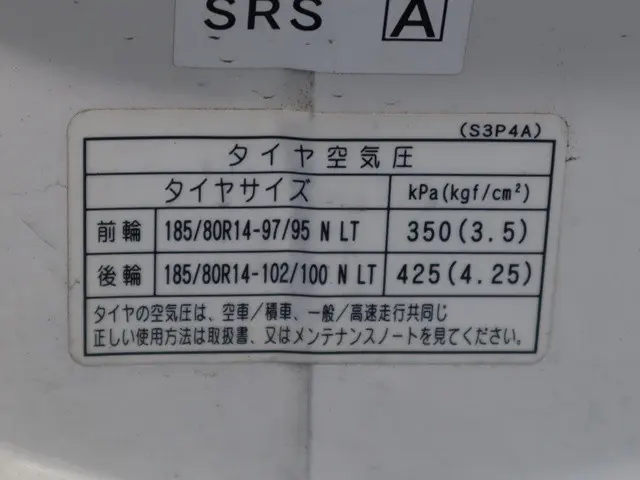 SRS A
(S3P4A)
タイヤ空気圧
タイヤサイズ kPa(kgf/cm²)
前輪 185/80R14-97/95 N LT 350(3.5)
後輪 185/80R14-102/100 N LT 425(4.25)
タイヤの空気圧は、空車/積車、一般/高速走行共同じ
正しい使用方法は取扱書、又はメンテナンスノートを見てください。